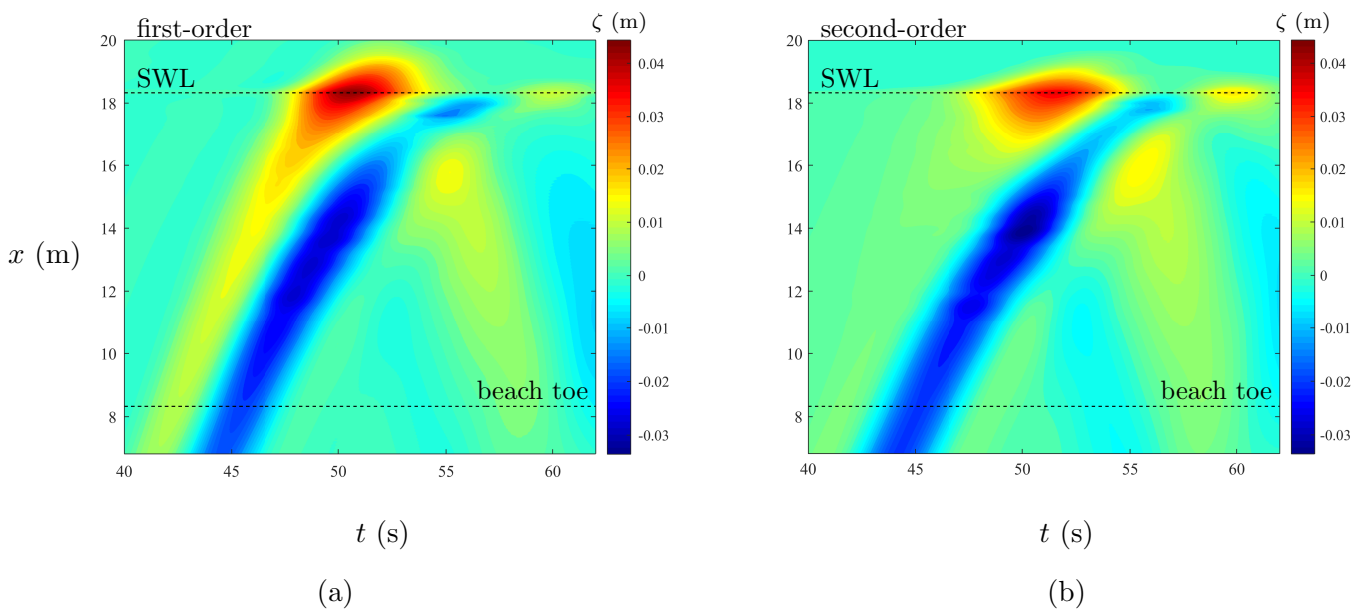 first-order
ζ (m)
second-order
ζ (m)
20
18
16
14
12
10
8
SWL
beach toe
0.04
0.03
0.02
0.01
0
-0.01
-0.02
-0.03
40 45 50 55 60
x (m)
t (s)
(a)
20
18
16
14
12
10
8
SWL
beach toe
0.04
0.03
0.02
0.01
0
-0.01
-0.02
-0.03
40 45 50 55 60
t (s)
(b)